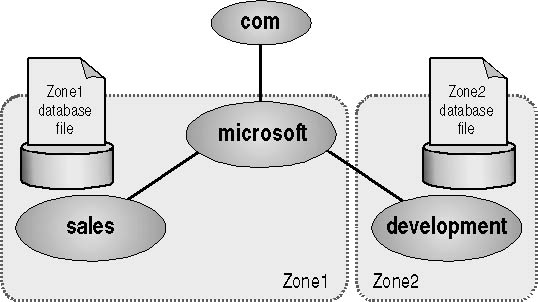 com
Zone1
database
file
Zone2
database
file
microsoft
sales
development
Zone1
Zone2